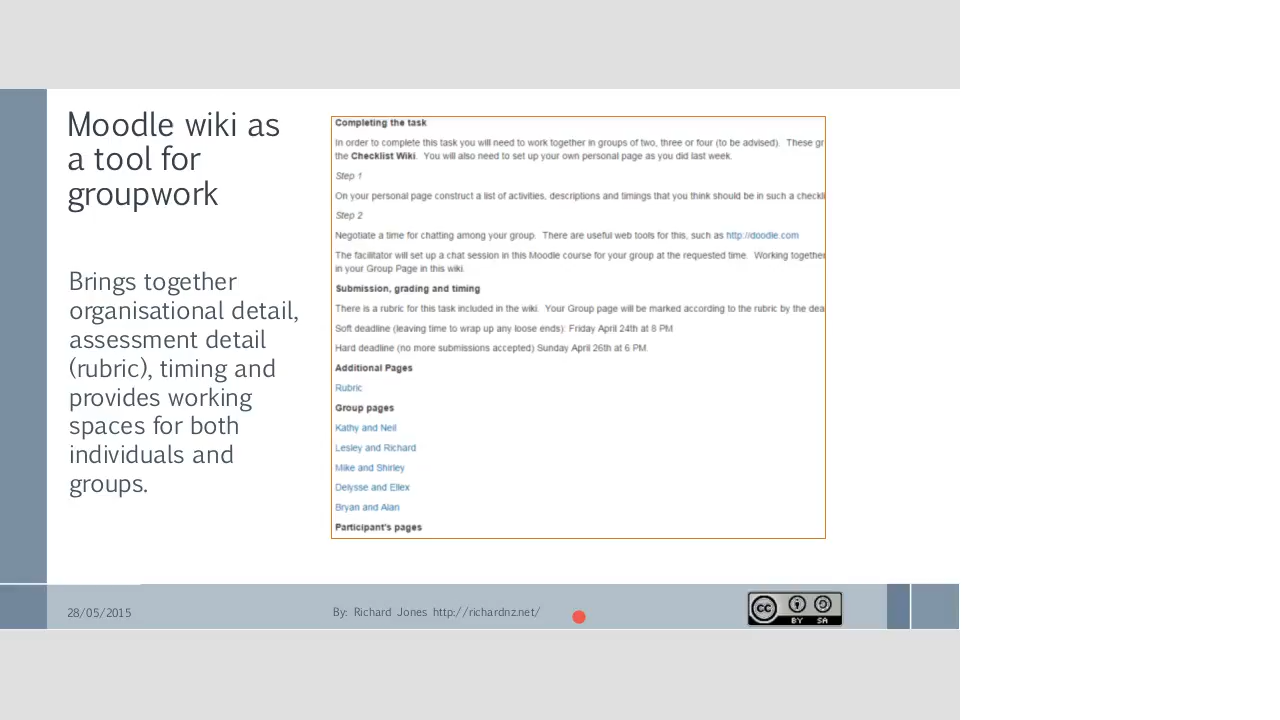 Moodle wiki as
a tool for
groupwork
Brings together
organisational detail,
assessment detail
(rubric), timing and
provides working
spaces for both
individuals and
groups.
Completing the task
In order to complete this task you will need to work together in groups of two, three or four (to be advised). These gr
the Checklist Wiki. You will also need to set up your own personal page as you did last week.
Step 1
On your personal page construct a list of activities, descriptions and timings that you think should be in such a checkli
Step 2
Negotiate a time for chatting among your group. There are useful web tools for this, such as http://doodle.com
The facilitator will set up a chat session in this Moodle course for your group at the requested time. Working together
in your Group Page in this wiki.
Submission, grading and timing
There is a rubric for this task included in the wiki. Your Group page will be marked according to the rubric by the dea
Soft deadline (leaving time to wrap up any loose ends): Friday April 24th at 8 PM
Hard deadline (no more submissions accepted) Sunday April 26th at 6 PM.
Additional Pages
Rubric
Group pages
Kathy and Neil
Lesley and Richard
Mike and Shirley
Delysse and Ellex
Bryan and Alan
Participant's pages
28/05/2015
By: Richard Jones http://richardnz.net/
cc BY SA